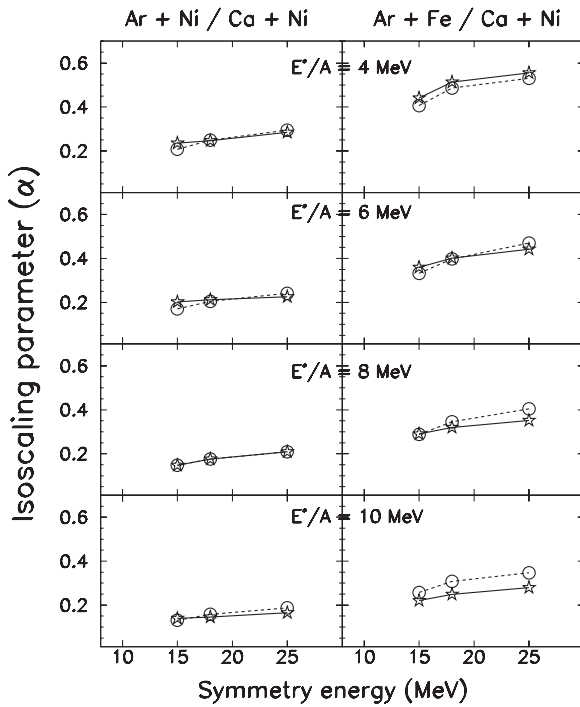 Ar + Ni / Ca + Ni
Ar + Fe / Ca + Ni
Isoscaling parameter (α)
E*/A = 4 MeV
0.6
0.4
0.2
E*/A = 6 MeV
0.6
0.4
0.2
E*/A = 8 MeV
0.6
0.4
0.2
E*/A = 10 MeV
0.6
0.4
0.2
10 15 20 25 10 15 20 25
Symmetry energy (MeV)